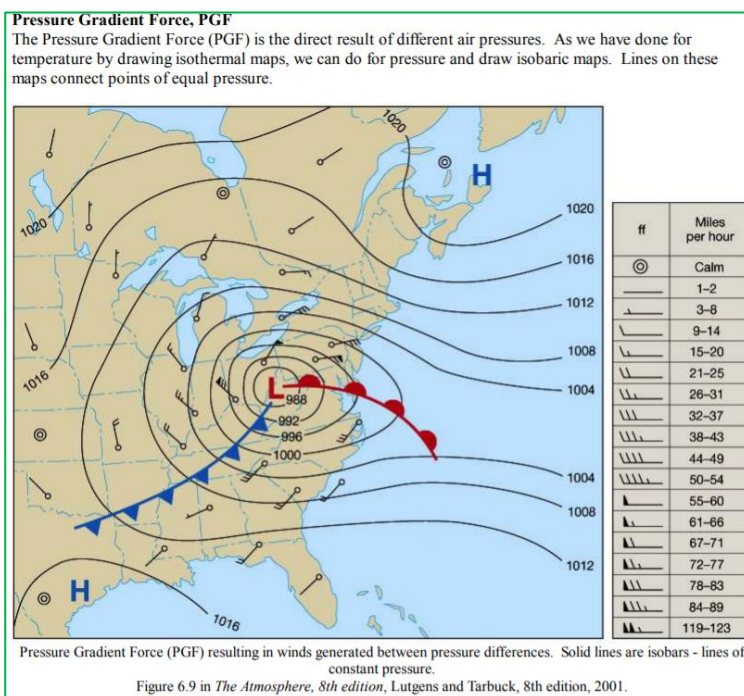 Pressure Gradient Force, PGF
The Pressure Gradient Force (PGF) is the direct result of different air pressures.  As we have done for
temperature by drawing isothermal maps, we can do for pressure and draw isobaric maps.  Lines on these
maps connect points of equal pressure.
1020
H
1020
1020
1016
1012
1008
1016
1004
L
988
992
996
1000
1004
1008
1012
H
1016
ff Miles per hour
Calm
1–2
3–8
9–14
15–20
21–25
26–31
32–37
38–43
44–49
50–54
55–60
61–66
67–71
72–77
78–83
84–89
119–123
Pressure Gradient Force (PGF) resulting in winds generated between pressure differences.  Solid lines are isobars - lines of
constant pressure.
Figure 6.9 in The Atmosphere, 8th edition, Lutgens and Tarbuck, 8th edition, 2001.